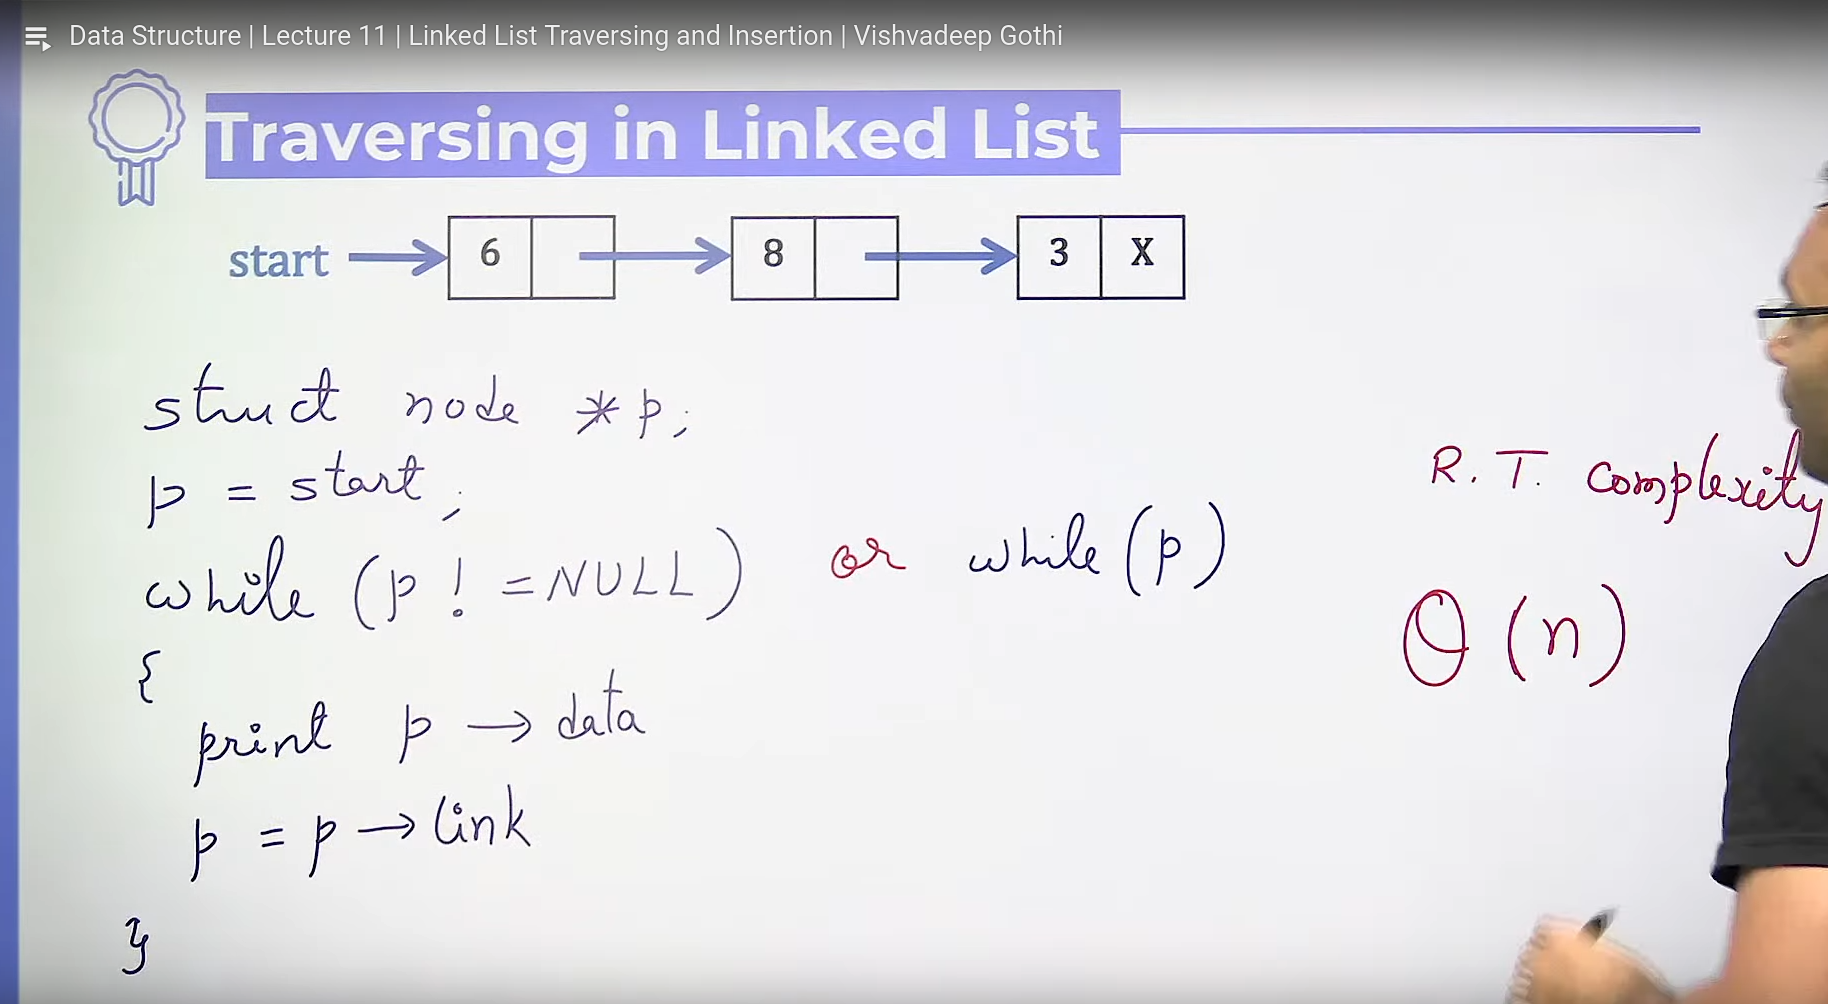 Data Structure | Lecture 11 | Linked List Traversing and Insertion | Vishvadeep Gothi
Traversing in Linked List
start 6 8 3 X
struct node *p;
p = start;
while (p != NULL) or while (p)
{
print p → data
p = p → link
}
R. T. complexity
θ (n)